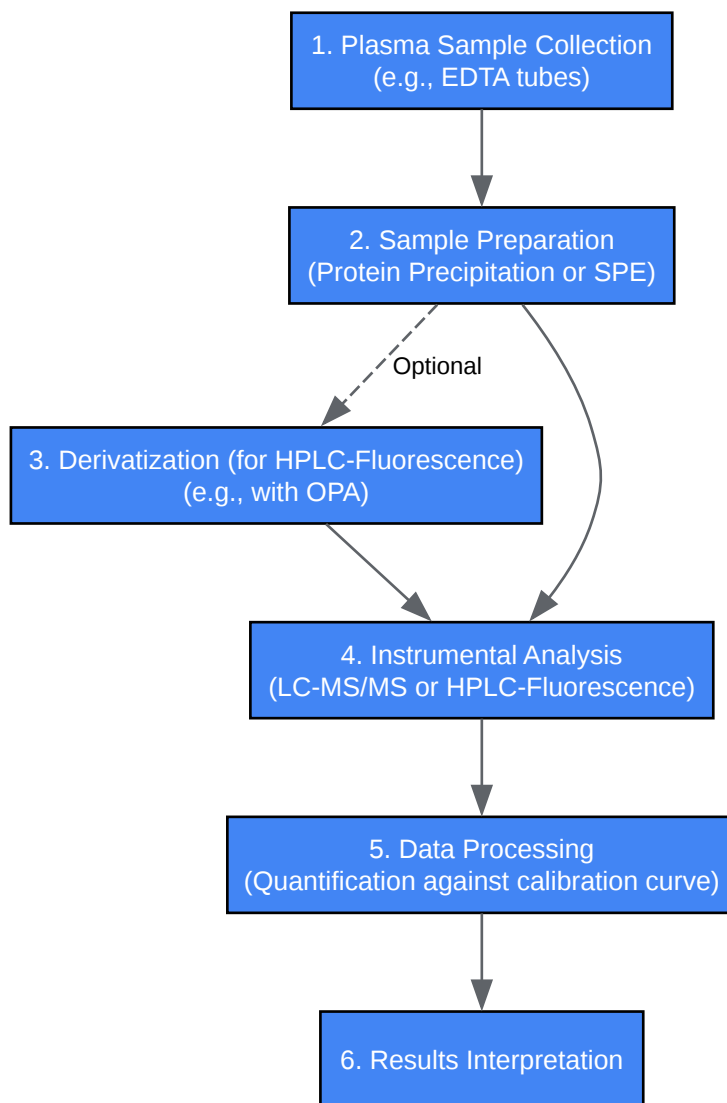 1. Plasma Sample Collection
(e.g., EDTA tubes)
2. Sample Preparation
(Protein Precipitation or SPE)
Optional
3. Derivatization (for HPLC-Fluorescence)
(e.g., with OPA)
4. Instrumental Analysis
(LC-MS/MS or HPLC-Fluorescence)
5. Data Processing
(Quantification against calibration curve)
6. Results Interpretation